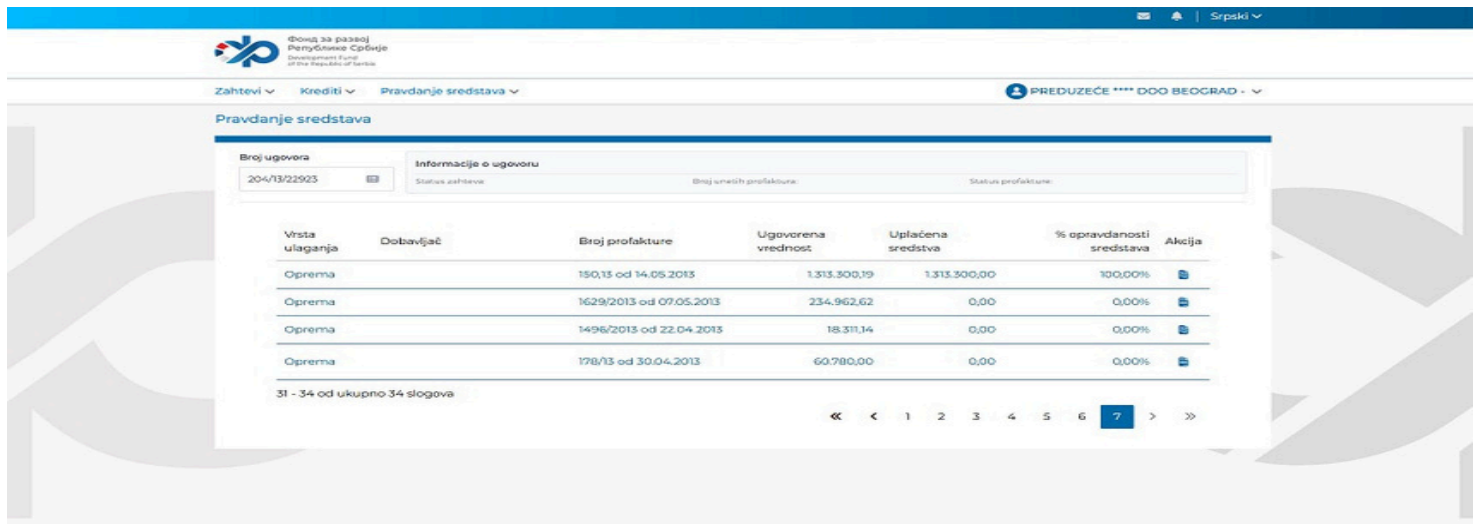 Srpski
Фонд за развој
Републике Србије
Development Fund
of the Republic of Serbia
Zahtevi
Krediti
Pravdanje sredstava
PREDUZEĆE **** DOO BEOGRAD -
Pravdanje sredstava
Broj ugovora
204/13/22923
Informacije o ugovoru
Status zahteva:
Broj unetih profaktura:
Status profakture:
Vrsta ulaganja
Dobavljač
Broj profakture
Ugovorena vrednost
Uplaćena sredstva
% opravdanosti sredstava
Akcija
Oprema 150,13 od 14.05.2013 1.313.300,19 1.313.300,00 100,00%
Oprema 1629/2013 od 07.05.2013 234.962,62 0,00 0,00%
Oprema 1496/2013 od 22.04.2013 18.311,14 0,00 0,00%
Oprema 178/13 od 30.04.2013 60.780,00 0,00 0,00%
31 - 34 od ukupno 34 slogova
« < 1 2 3 4 5 6 7 > »